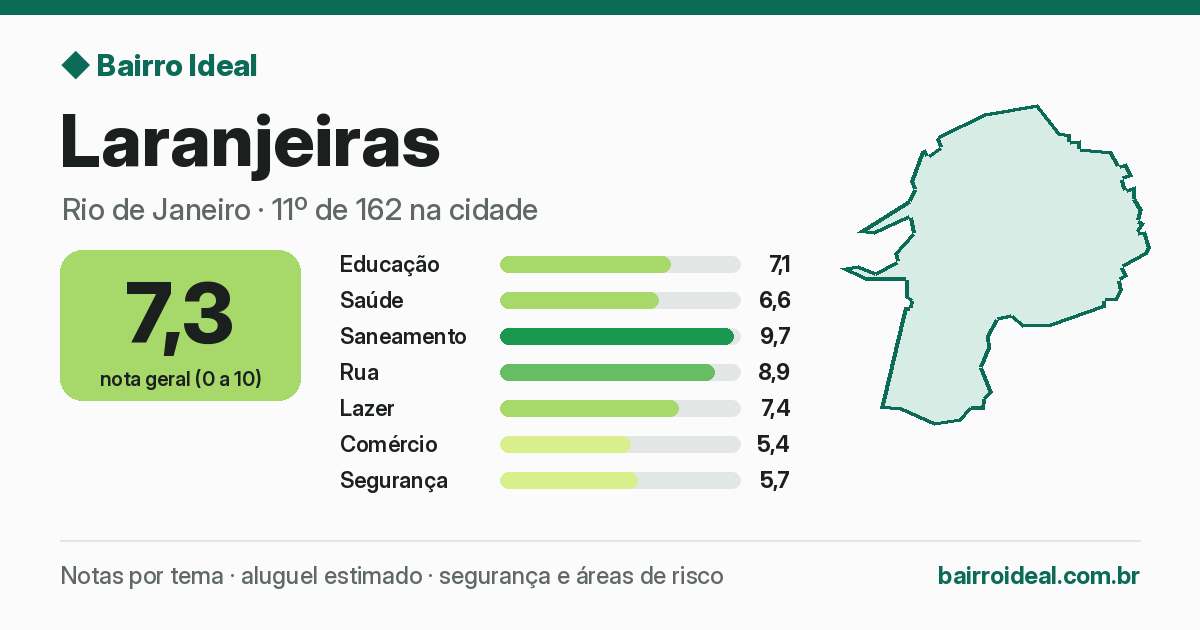 Bairro Ideal
Laranjeiras
Rio de Janeiro · 11º de 162 na cidade
7,3
nota geral (0 a 10)
Educação 7,1
Saúde 6,6
Saneamento 9,7
Rua 8,9
Lazer 7,4
Comércio 5,4
Segurança 5,7
Notas por tema · aluguel estimado · segurança e áreas de risco
bairroideal.com.br